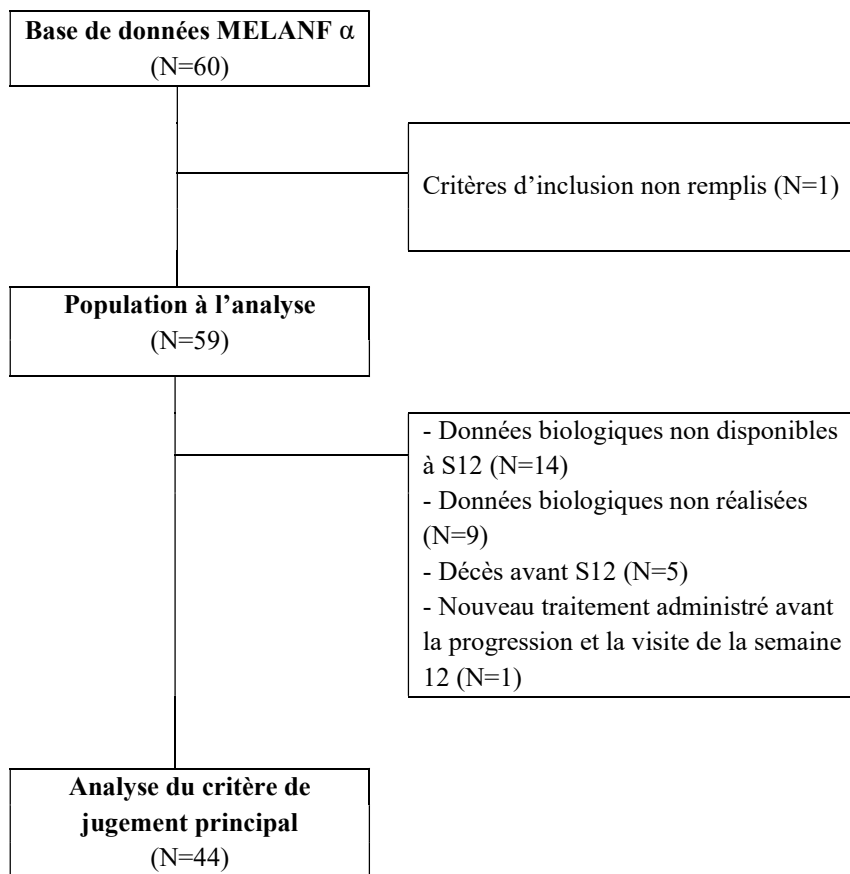 Base de données MELANF α
(N=60)
Critères d’inclusion non remplis (N=1)
Population à l’analyse
(N=59)
- Données biologiques non disponibles
à S12 (N=14)
- Données biologiques non réalisées
(N=9)
- Décès avant S12 (N=5)
- Nouveau traitement administré avant
la progression et la visite de la semaine
12 (N=1)
Analyse du critère de
jugement principal
(N=44)